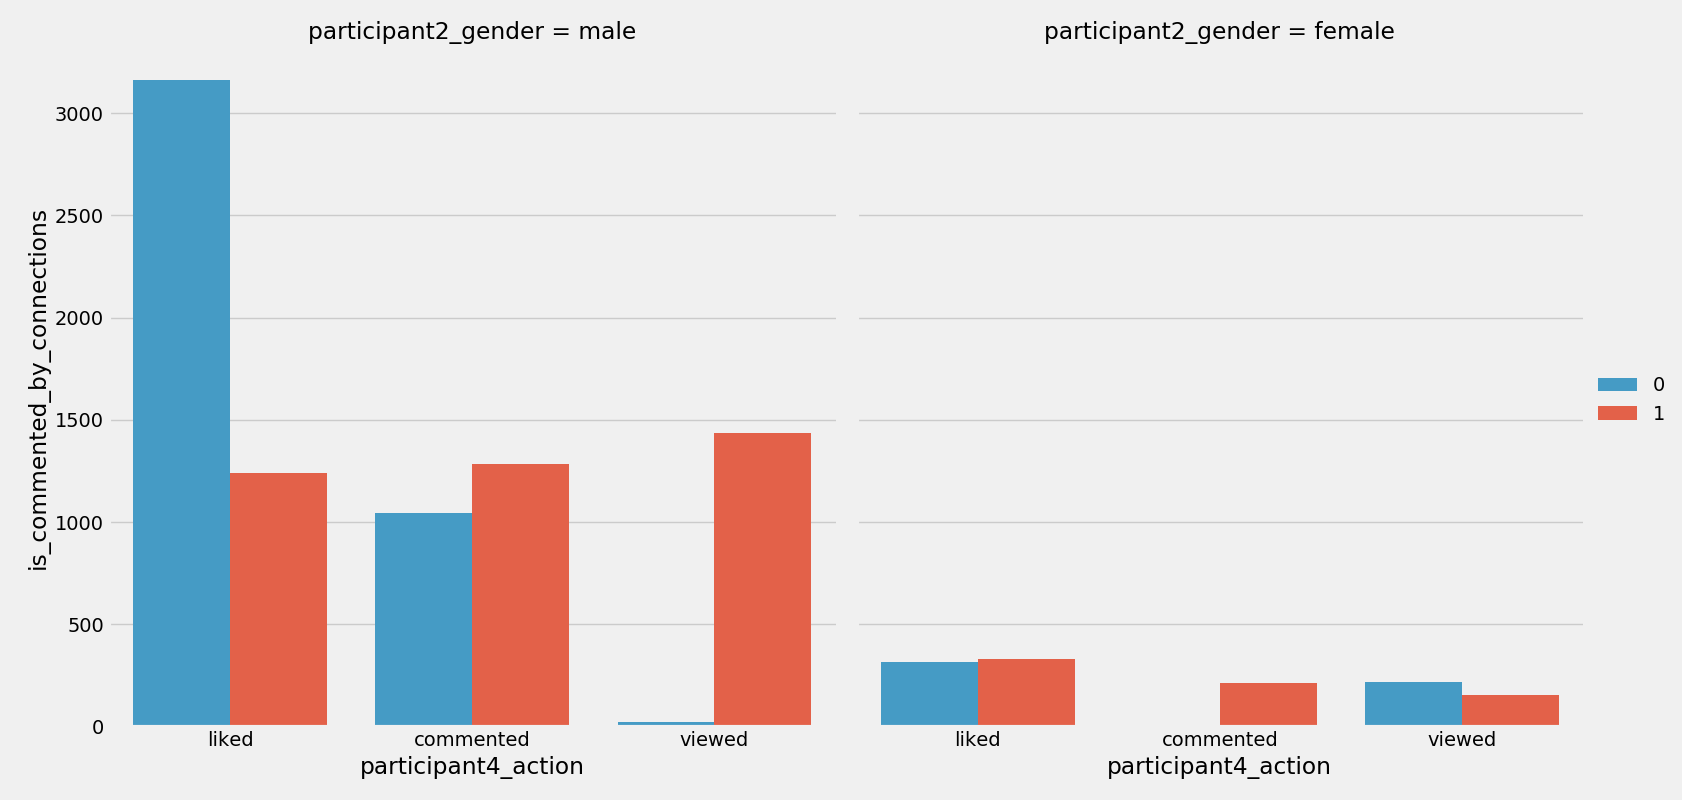 participant2_gender = male
participant2_gender = female
is_commented_by_connections
3000
2500
2000
1500
1000
500
0
liked commented viewed
participant4_action
liked commented viewed
participant4_action
0
1